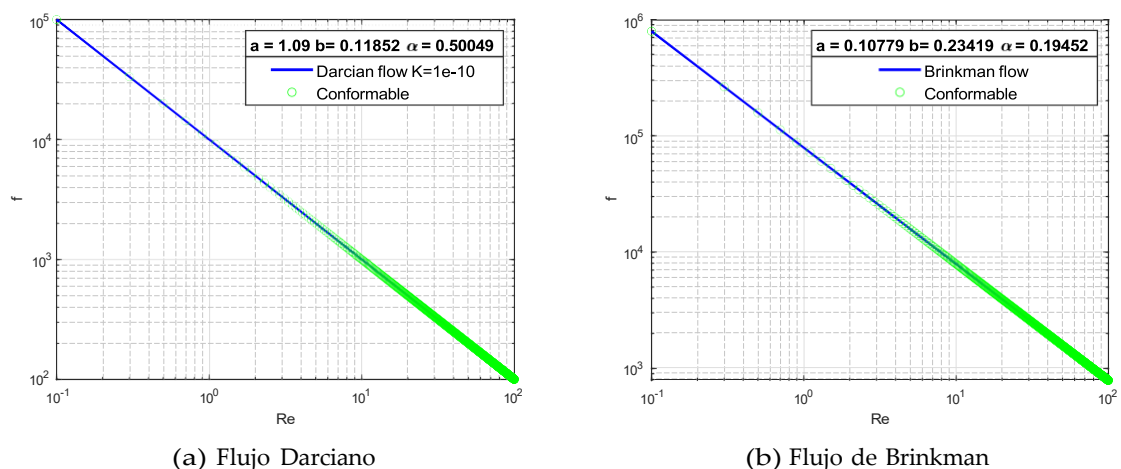 a = 1.09 b= 0.11852 α = 0.50049
Darcian flow K=1e-10
Conformable
10^5
10^4
10^3
10^2
f
10^-1
10^0
10^1
10^2
Re
(a) Flujo Darciano
a = 0.10779 b= 0.23419 α = 0.19452
Brinkman flow
Conformable
10^6
10^5
10^4
10^3
f
10^-1
10^0
10^1
10^2
Re
(b) Flujo de Brinkman